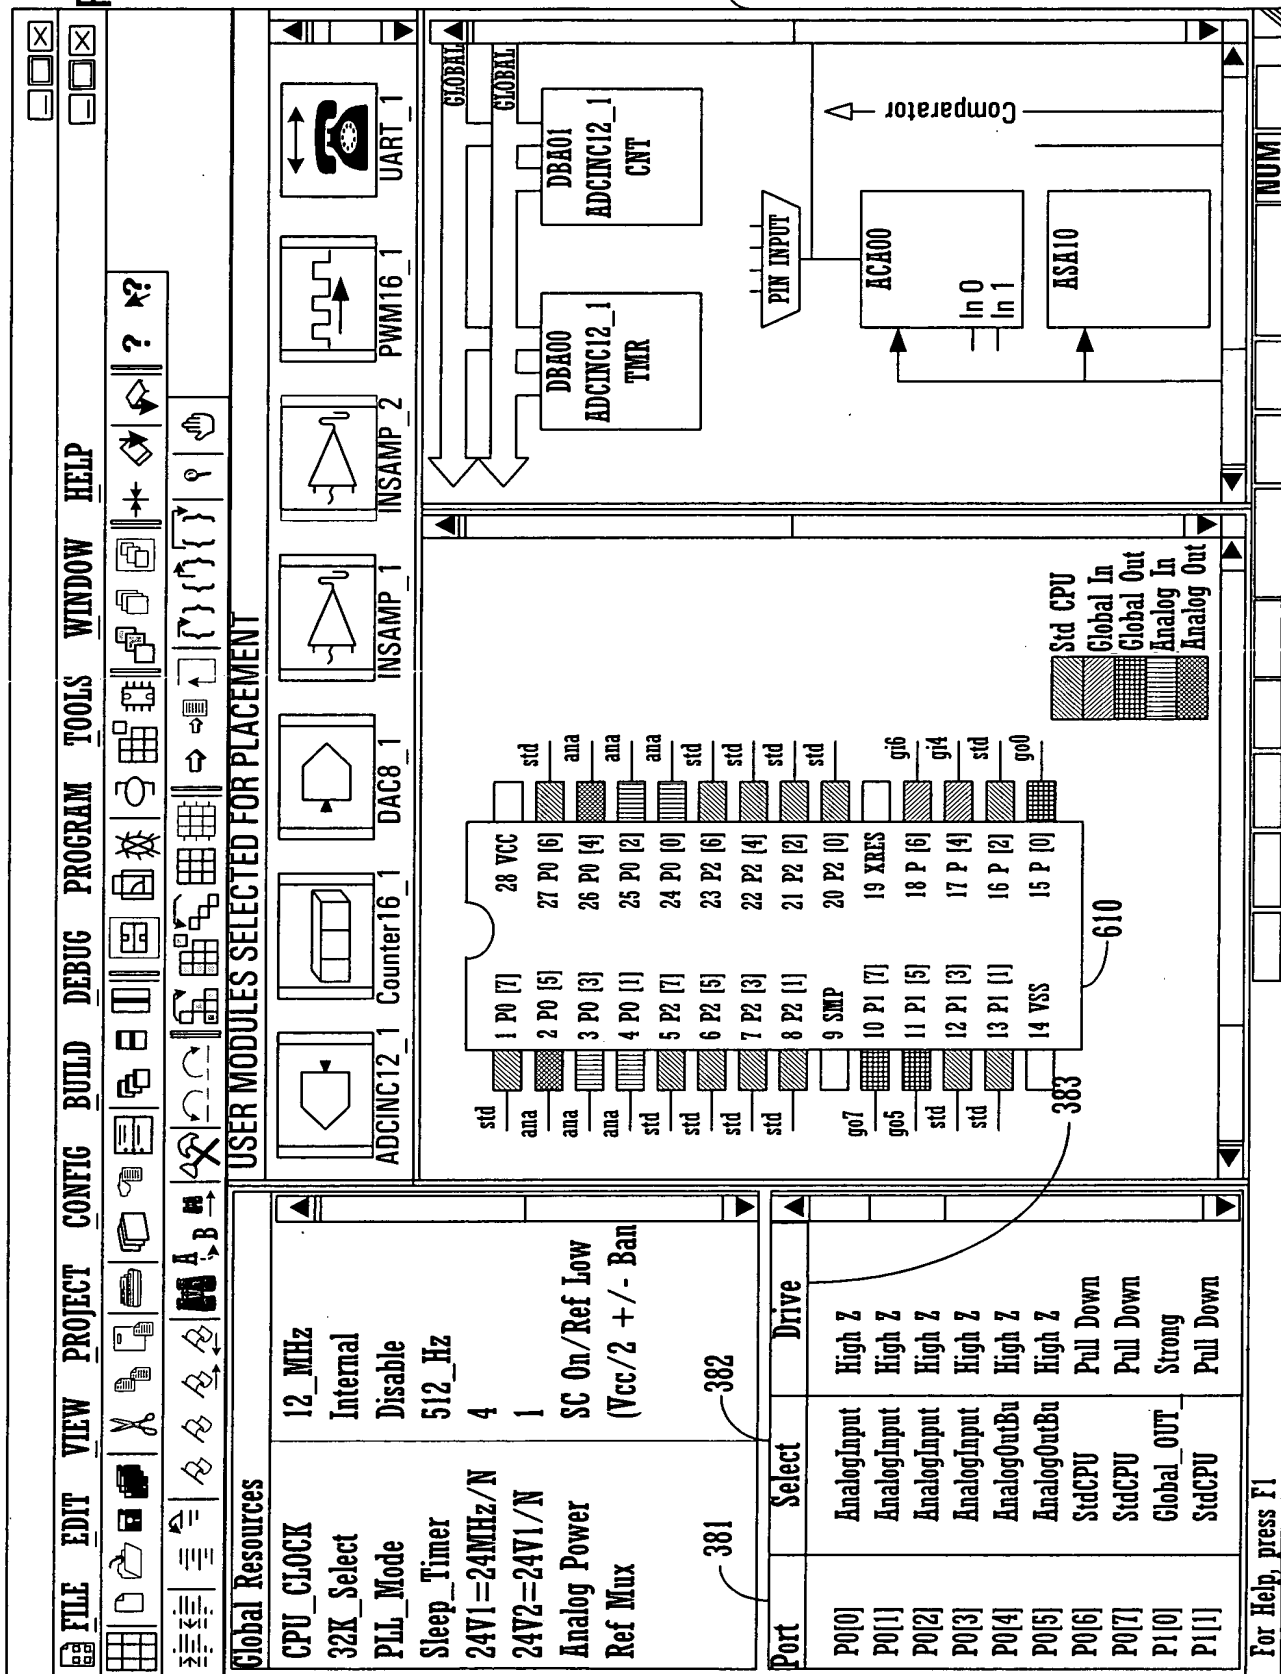 FILE EDIT VIEW PROJECT CONFIG BUILD DEBUG PROGRAM TOOLS WINDOW HELP
A
B
? ?
Global Resources
CPU_CLOCK 12_MHz
32K_Select Internal
PLL_Mode Disable
Sleep_Timer 512_Hz
24V1=24MHz/N 4
24V2=24V1/N 1
Analog Power SC On/Ref Low
Ref Mux (Vcc/2 +/- Ban
381
382
383
Port Select Drive
P0[0] AnalogInput High Z
P0[1] AnalogInput High Z
P0[2] AnalogInput High Z
P0[3] AnalogInput High Z
P0[4] AnalogOutBu High Z
P0[5] AnalogOutBu High Z
P0[6] StdCPU Pull Down
P0[7] StdCPU Pull Down
P1[0] Global_OUT_ Strong
P1[1] StdCPU Pull Down
USER MODULES SELECTED FOR PLACEMENT
ADCINC12_1 Counter16_1 DAC8_1 INSAMP_1 INSAMP_2 PWM16_1 UART_1
std 1 P0 [7] 28 VCC
ana 2 P0 [5] 27 P0 [6] std
ana 3 P0 [3] 26 P0 [4] ana
ana 4 P0 [1] 25 P0 [2] ana
std 5 P2 [7] 24 P0 [0] ana
std 6 P2 [5] 23 P2 [6] std
std 7 P2 [3] 22 P2 [4] std
std 8 P2 [1] 21 P2 [2] std
9 SMP 20 P2 [0] std
go7 10 P1 [7] 19 XRES
go5 11 P1 [5] 18 P [6] gi6
std 12 P1 [3] 17 P [4] gi4
std 13 P1 [1] 16 P [2] std
14 VSS 15 P [0] go0
610
Std CPU
Global In
Global Out
Analog In
Analog Out
GLOBAL
GLOBAL
DBA00
ADCINC12_1
TMR
DBA01
ADCINC12_1
CNT
PIN INPUT
ACA00
In 0
In 1
ASA10
Comparator
For Help, press F1
NUM